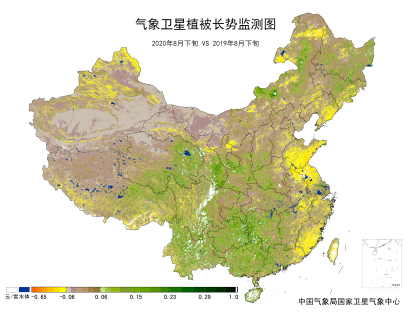 气象卫星植被长势监测图
2020年8月下旬 VS 2019年8月下旬
云/雪水体 -0.65 -0.08 0.06 0.15 0.23 0.29 1.0
中国气象局国家卫星气象中心